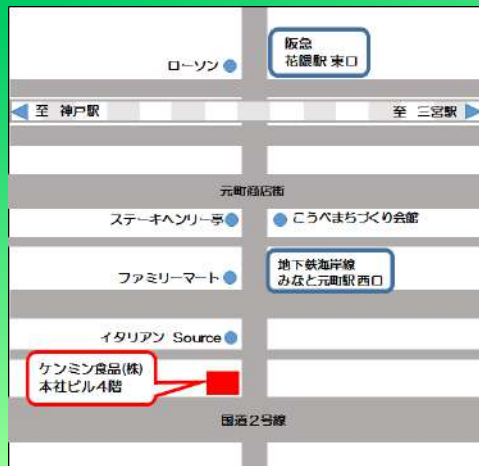 阪急
花隈駅 東口
ローソン
至 神戸駅
至 三宮駅
元町商店街
ステーキヘンリー亭
こうべまちづくり会館
地下鉄海岸線
みなと元町駅 西口
ファミリーマート
イタリアン Source
ケンミン食品(株)
本社ビル4階
国道2号線